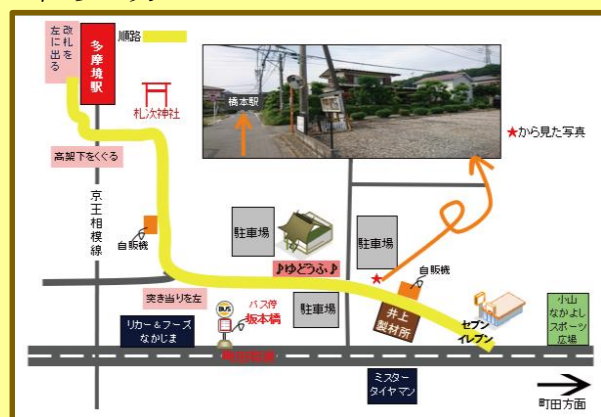 改札を
左に出る
多摩境駅
順路
札次神社
橋本駅
★から見た写真
高架下をくぐる
京王相模線
自販機
駐車場
♪ゆどうふ♪
駐車場
自販機
突き当りを左
BUS
バス停
坂本橋
駐車場
井上
製材所
セブン
イレブン
小山
なかよし
スポーツ
広場
リカー&フーズ
なかじま
ミスター
タイヤマン
町田方面